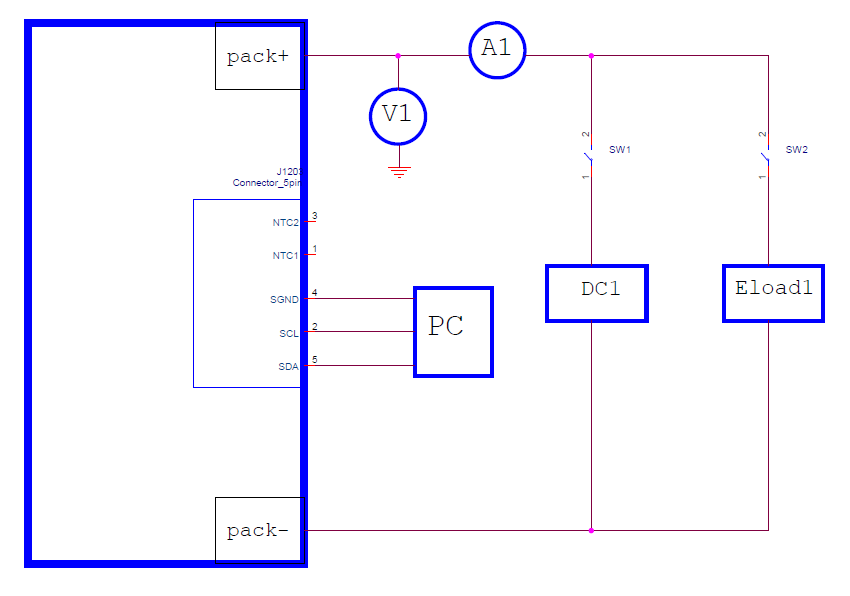 pack+
A1
V1
2
SW1
1
2
SW2
1
J120
Connector_5pin
NTC2
3
NTC1
1
SGND
4
SCL
2
SDA
5
PC
DC1
Eload1
pack-